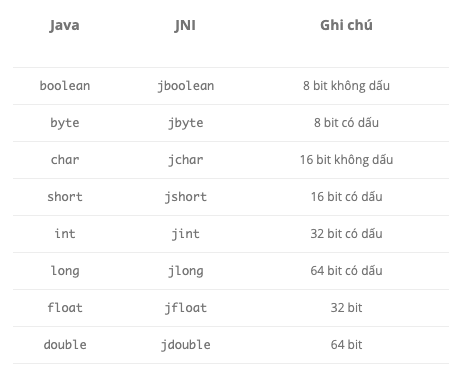 Java JNI Ghi chú
boolean jboolean 8 bit không dấu
byte jbyte 8 bit có dấu
char jchar 16 bit không dấu
short jshort 16 bit có dấu
int jint 32 bit có dấu
long jlong 64 bit có dấu
float jfloat 32 bit
double jdouble 64 bit